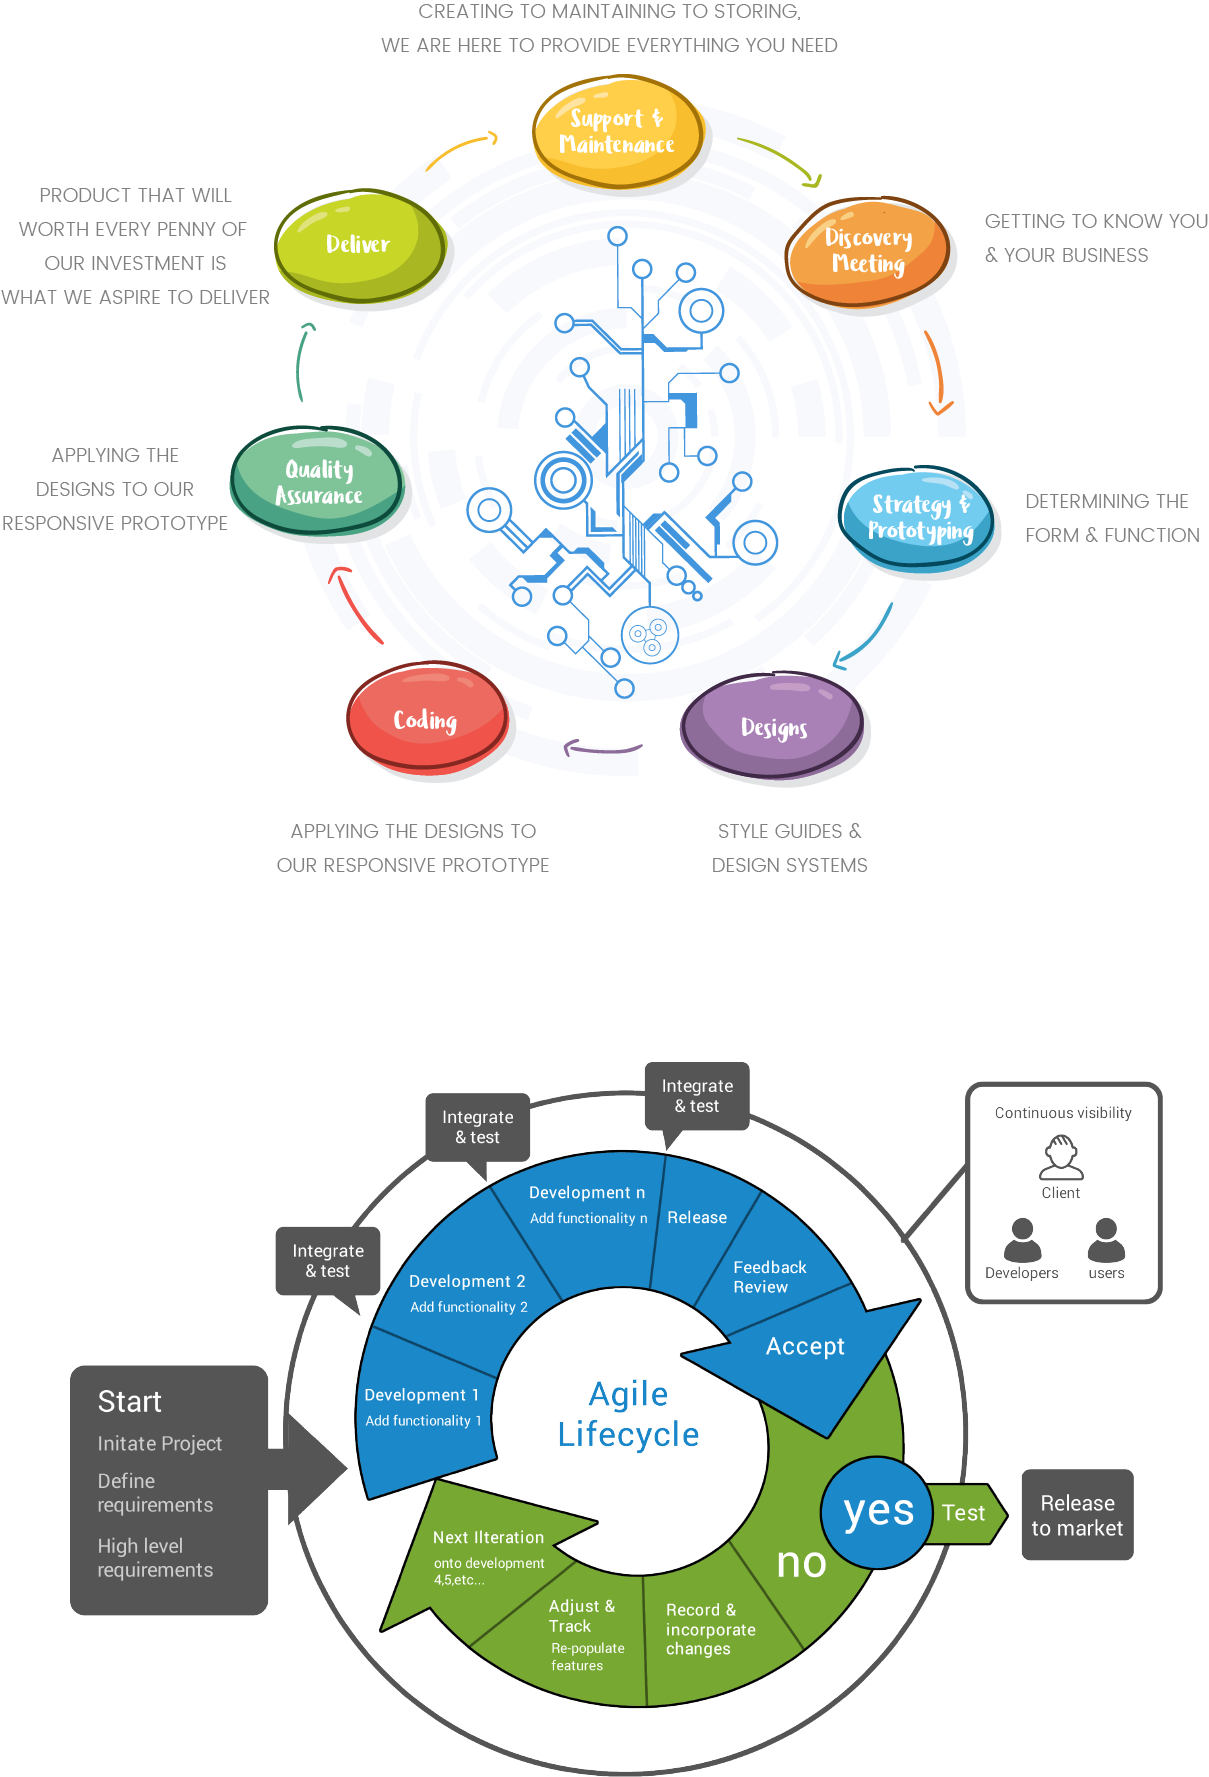 CREATING TO MAINTAINING TO STORING,
WE ARE HERE TO PROVIDE EVERYTHING YOU NEED
Support &
Maintenance
Discovery
Meeting
GETTING TO KNOW YOU
& YOUR BUSINESS
Strategy &
Prototyping
DETERMINING THE
FORM & FUNCTION
Designs
STYLE GUIDES &
DESIGN SYSTEMS
Coding
APPLYING THE DESIGNS TO
OUR RESPONSIVE PROTOTYPE
Quality
Assurance
APPLYING THE
DESIGNS TO OUR
RESPONSIVE PROTOTYPE
Deliver
PRODUCT THAT WILL
WORTH EVERY PENNY OF
OUR INVESTMENT IS
WHAT WE ASPIRE TO DELIVER
Integrate
& test
Integrate
& test
Integrate
& test
Continuous visibility
Client
Developers
users
Start
Initate Project
Define
requirements
High level
requirements
Development 1
Add functionality 1
Development 2
Add functionality 2
Development n
Add functionality n
Release
Feedback
Review
Accept
Agile
Lifecycle
yes
Test
Release
to market
no
Record &
incorporate
changes
Adjust &
Track
Re-populate
features
Next IIteration
onto development
4,5,etc...